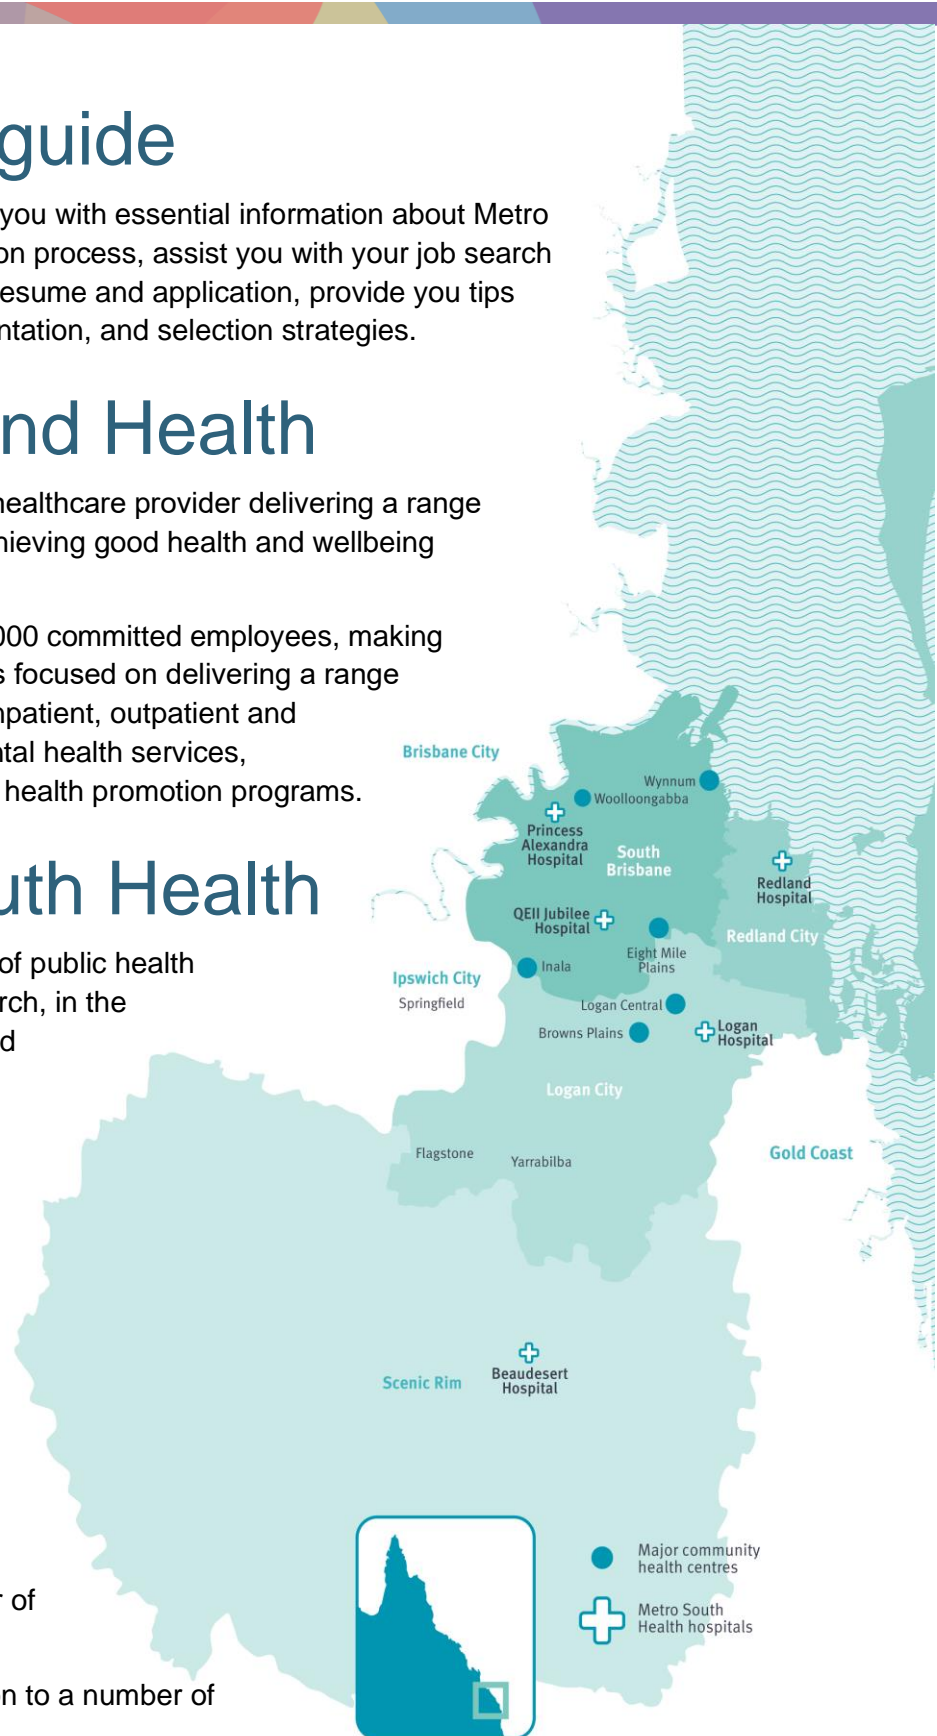 guide
you with essential information about Metro
on process, assist you with your job search
esume and application, provide you tips
ntation, and selection strategies.
nd Health
healthcare provider delivering a range
hieving good health and wellbeing
000 committed employees, making
s focused on delivering a range
npatient, outpatient and
ntal health services,
health promotion programs.
uth Health
of public health
rch, in the
d
r of
n to a number of
Brisbane City
Wynnum
Woolloongabba
Princess
Alexandra
Hospital
South
Brisbane
Redland
Hospital
QEII Jubilee
Hospital
Redland City
Eight Mile
Plains
Inala
Ipswich City
Springfield
Logan Central
Browns Plains
Logan
Hospital
Logan City
Flagstone
Yarrabilba
Gold Coast
Scenic Rim
Beaudesert
Hospital
Major community
health centres
Metro South
Health hospitals